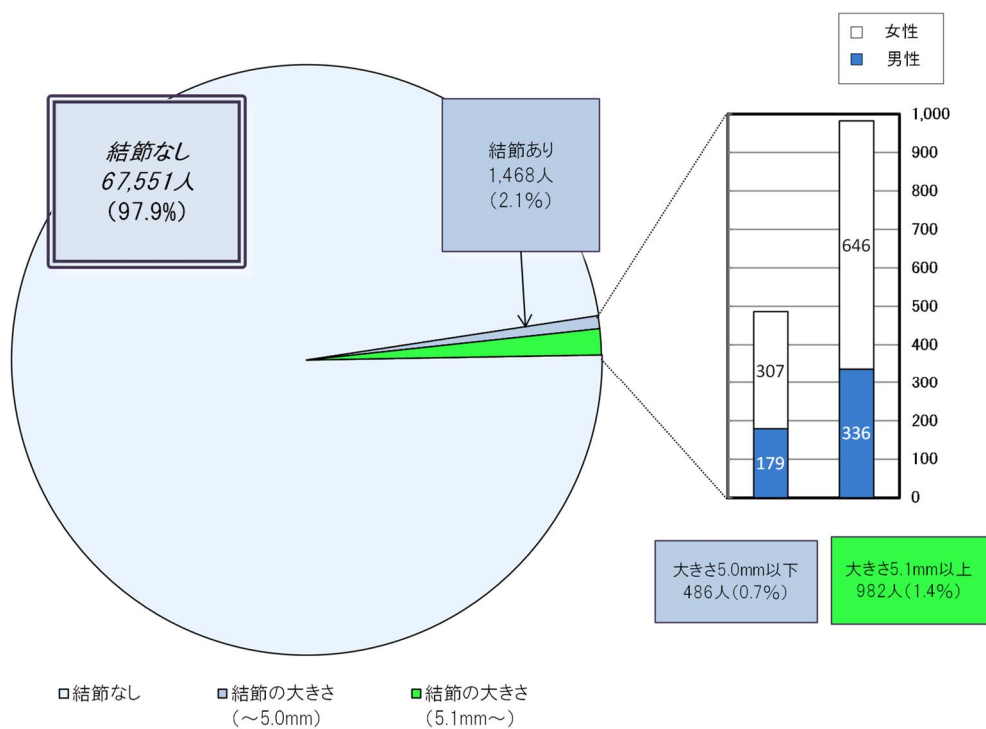 女性
男性
結節なし
67,551人
(97.9%)
結節あり
1,468人
(2.1%)
1,000
900
800
700
600
500
400
300
200
100
0
646
307
336
179
大きさ5.0mm以下
486人(0.7%)
大きさ5.1mm以上
982人(1.4%)
結節なし
結節の大きさ
(～5.0mm)
結節の大きさ
(5.1mm～)